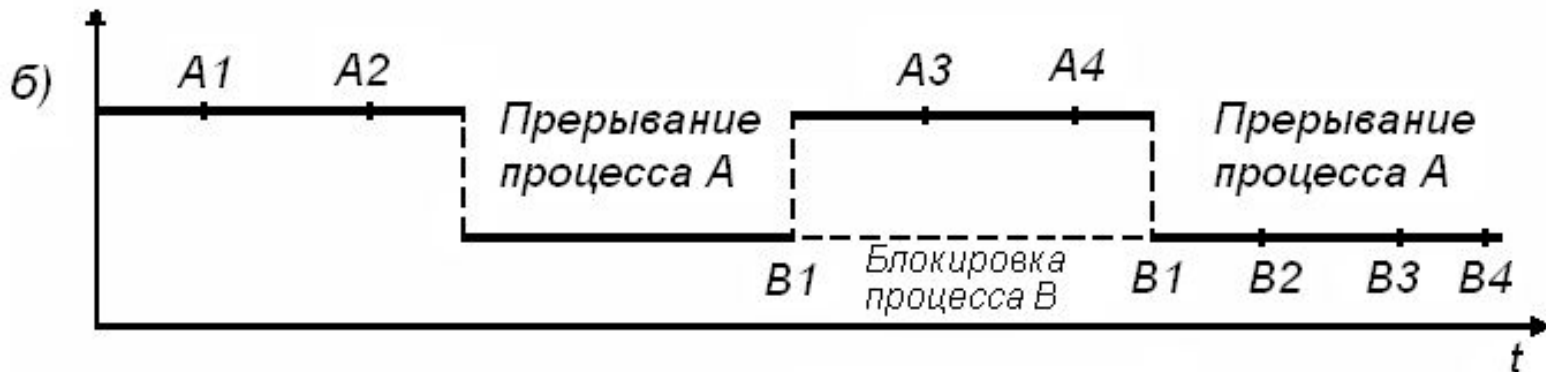 б)
A1
A2
Прерывание
процесса A
A3
A4
Прерывание
процесса A
B1
Блокировка
процесса B
B1
B2
B3
B4
t